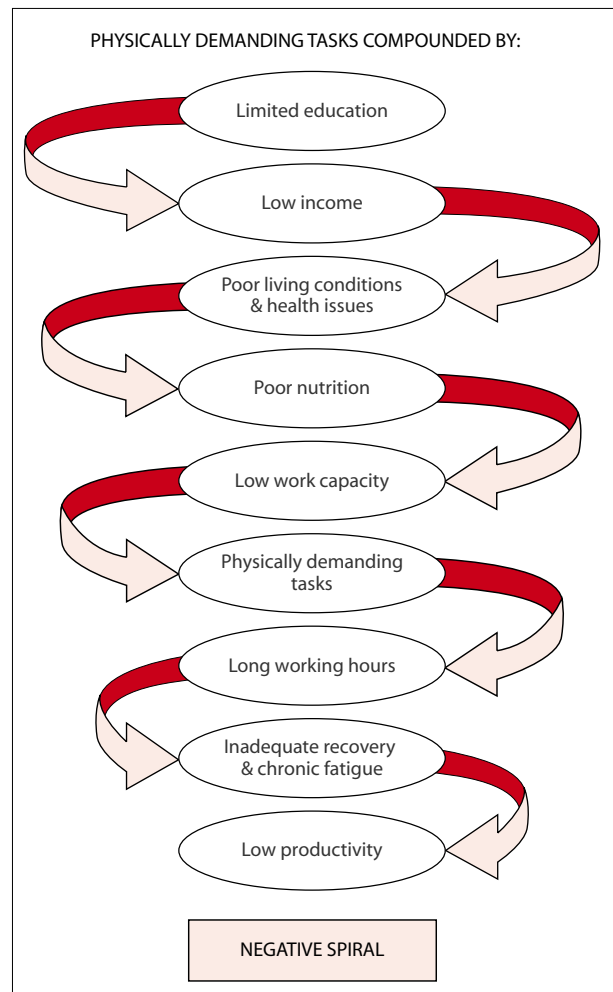 PHYSICALLY DEMANDING TASKS COMPOUNDED BY:
Limited education
Low income
Poor living conditions
& health issues
Poor nutrition
Low work capacity
Physically demanding
tasks
Long working hours
Inadequate recovery
& chronic fatigue
Low productivity
NEGATIVE SPIRAL